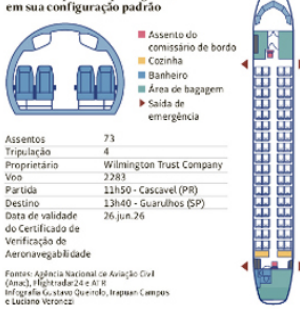 em sua configuração padrão
Assento do
comissário de bordo
Cozinha
Banheiro
Área de bagagem
Saída de
emergência
Assentos 73
Tripulação 4
Proprietário Wilmington Trust Company
Voo 2283
Partida 11h50 - Cascavel (PR)
Destino 13h40 - Guarulhos (SP)
Data de validade 26.jun.26
do Certificado de
Verificação de
Aeronavegabilidade
Fontes: Agência Nacional de Aviação Civil
(Anac), Flightradar24 e ATR
Infografia Gustavo Queirolo, Irapuan Campos
e Luciano Veronezi